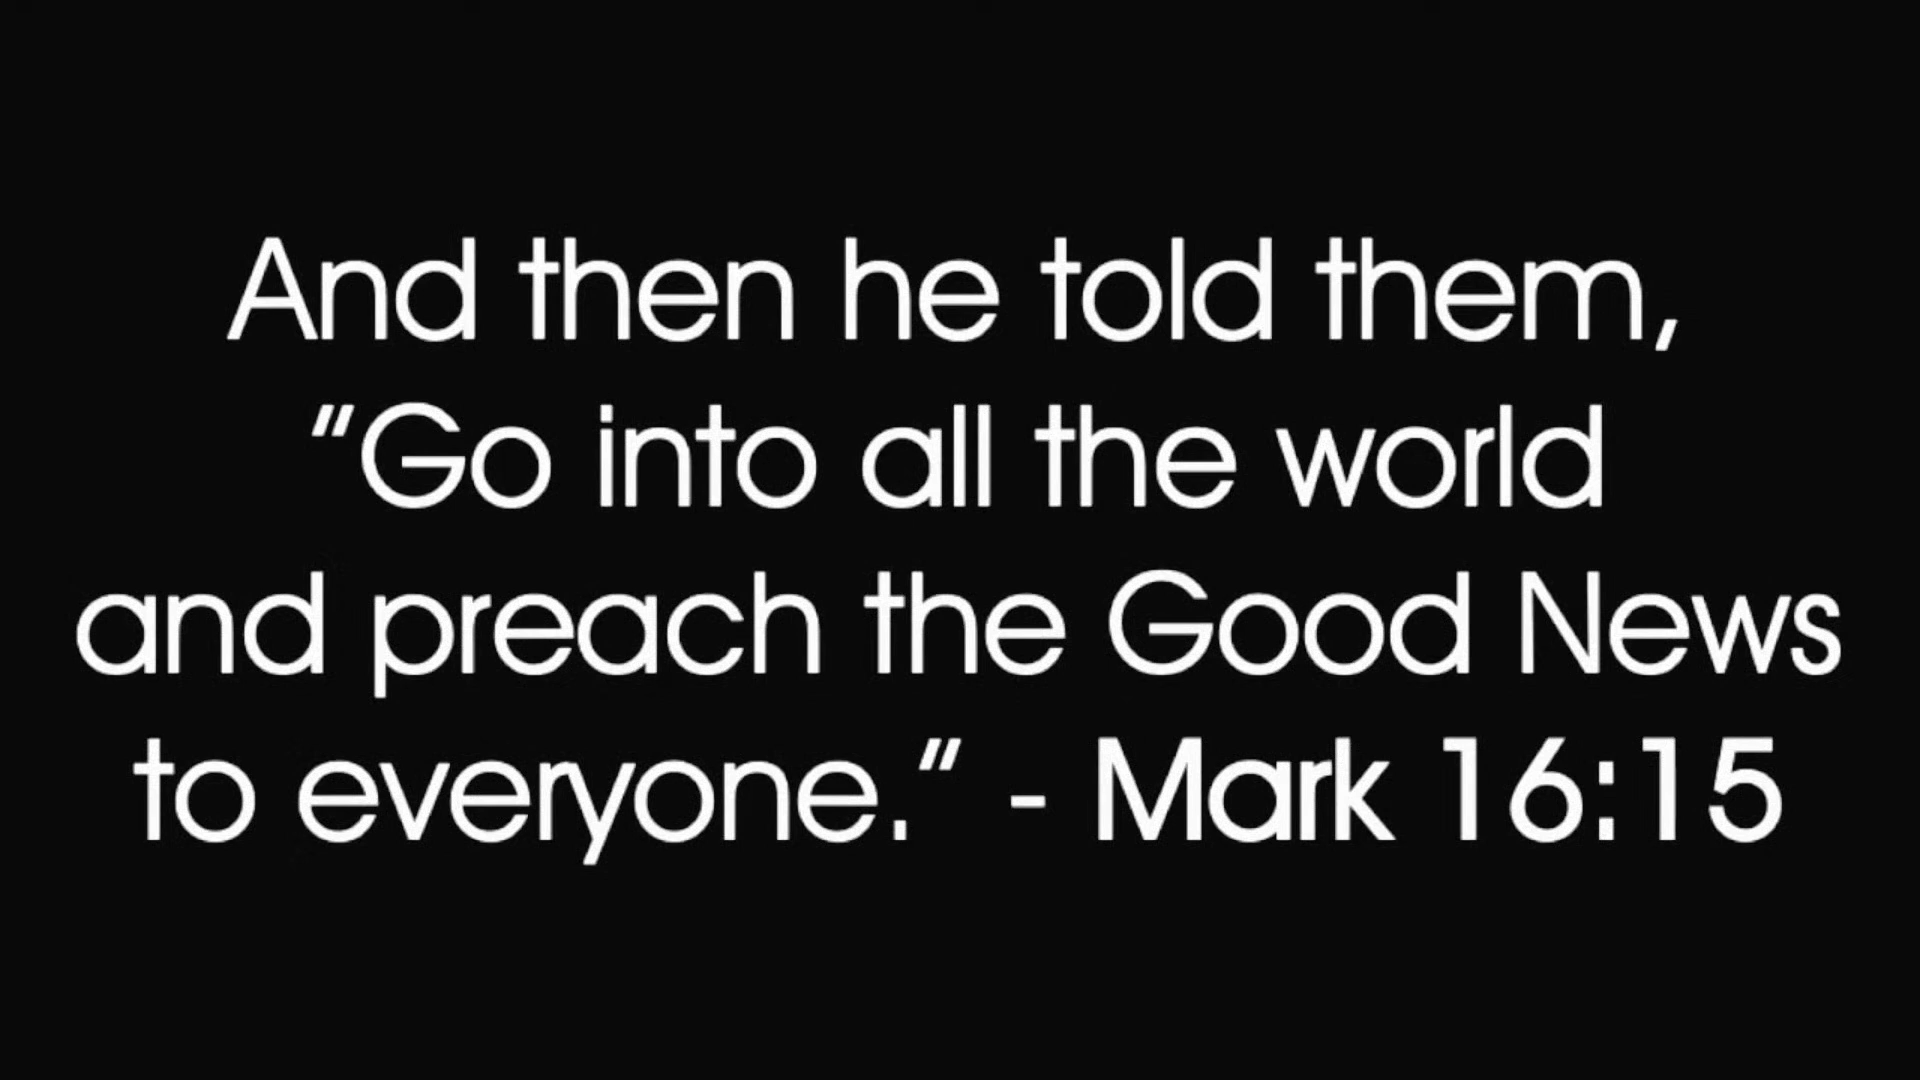 And then he told them,
“Go into all the world
and preach the Good News
to everyone.” - Mark 16:15